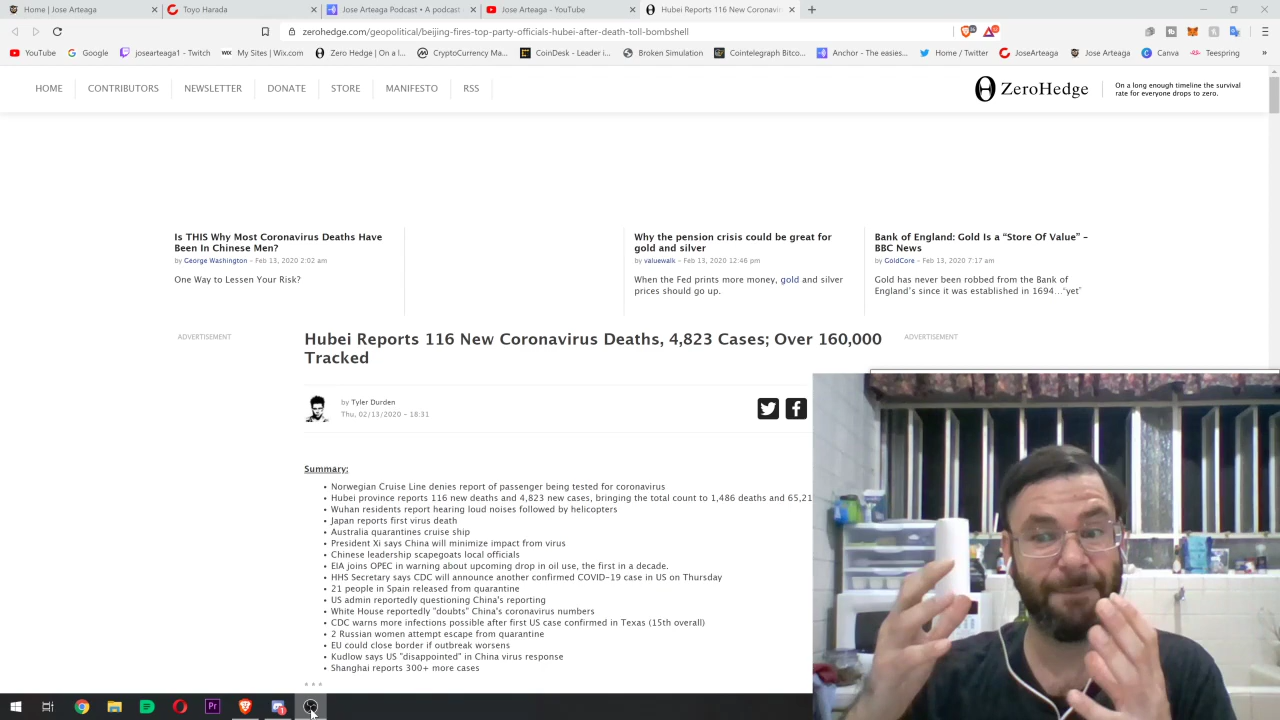 Home
Toyo Harada
Jose Arteaga Podcast • A podcast
Jose Arteaga - YouTube
Hubei Reports 116 New Coronavir
zerohedge.com/geopolitical/beijing-fires-top-party-officials-hubei-after-death-toll-bombshell
YouTube
Google
josearteaga1 - Twitch
My Sites | Wix.com
Zero Hedge | On a l...
CryptoCurrency Ma...
CoinDesk - Leader i...
Broken Simulation
Cointelegraph Bitco...
Anchor - The easies...
Home / Twitter
JoseArteaga
Jose Arteaga
Canva
Teespring
HOME
CONTRIBUTORS
NEWSLETTER
DONATE
STORE
MANIFESTO
RSS
ZeroHedge
On a long enough timeline the survival
rate for everyone drops to zero.
Is THIS Why Most Coronavirus Deaths Have
Been In Chinese Men?
by George Washington - Feb 13, 2020 2:02 am
One Way to Lessen Your Risk?
Why the pension crisis could be great for
gold and silver
by valuewalk - Feb 13, 2020 12:46 pm
When the Fed prints more money, gold and silver
prices should go up.
Bank of England: Gold Is a “Store Of Value” –
BBC News
by GoldCore - Feb 13, 2020 7:17 am
Gold has never been robbed from the Bank of
England’s since it was established in 1694…“yet”
ADVERTISEMENT
Hubei Reports 116 New Coronavirus Deaths, 4,823 Cases; Over 160,000
Tracked
ADVERTISEMENT
by Tyler Durden
Thu, 02/13/2020 - 18:31
Summary:
• Norwegian Cruise Line denies report of passenger being tested for coronavirus
• Hubei province reports 116 new deaths and 4,823 new cases, bringing the total count to 1,486 deaths and 65,21
• Wuhan residents report hearing loud noises followed by helicopters
• Japan reports first virus death
• Australia quarantines cruise ship
• President Xi says China will minimize impact from virus
• Chinese leadership scapegoats local officials
• EIA joins OPEC in warning about upcoming drop in oil use, the first in a decade.
• HHS Secretary says CDC will announce another confirmed COVID-19 case in US on Thursday
• 21 people in Spain released from quarantine
• US admin reportedly questioning China's reporting
• White House reportedly "doubts" China's coronavirus numbers
• CDC warns more infections possible after first US case confirmed in Texas (15th overall)
• 2 Russian women attempt escape from quarantine
• EU could close border if outbreak worsens
• Kudlow says US "disappointed" in China virus response
• Shanghai reports 300+ more cases
* * *
Pr